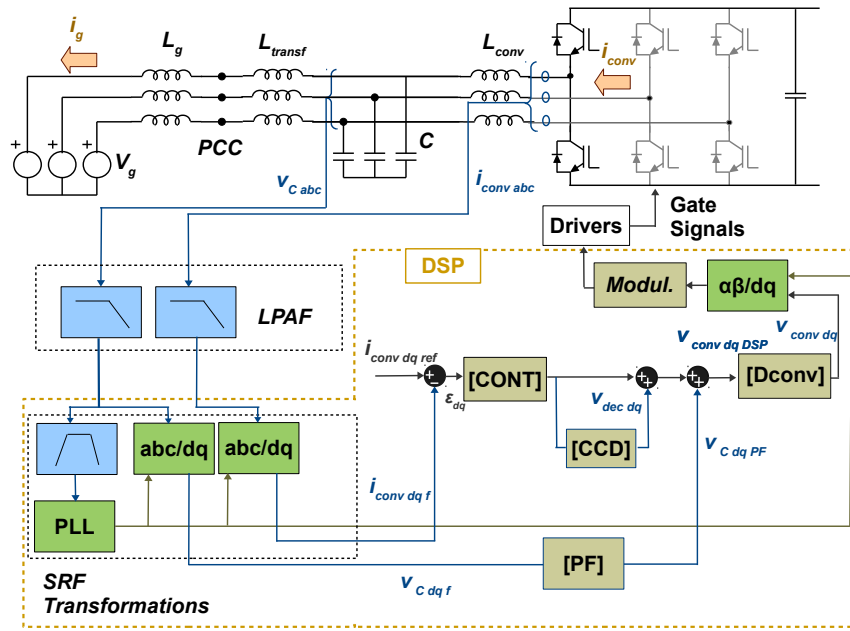 i_g
L_g
L_transf
L_conv
i_conv
PCC
C
V_g
+
+
+
v_C abc
i_conv abc
Drivers
Gate
Signals
DSP
Modul.
αβ/dq
LPAF
v_conv dq
v_conv dq DSP
i_conv dq ref
+
−
ε_dq
[CONT]
+
+
+
+
[Dconv]
v_dec dq
[CCD]
v_C dq PF
abc/dq
abc/dq
i_conv dq f
PLL
[PF]
v_C dq f
SRF
Transformations